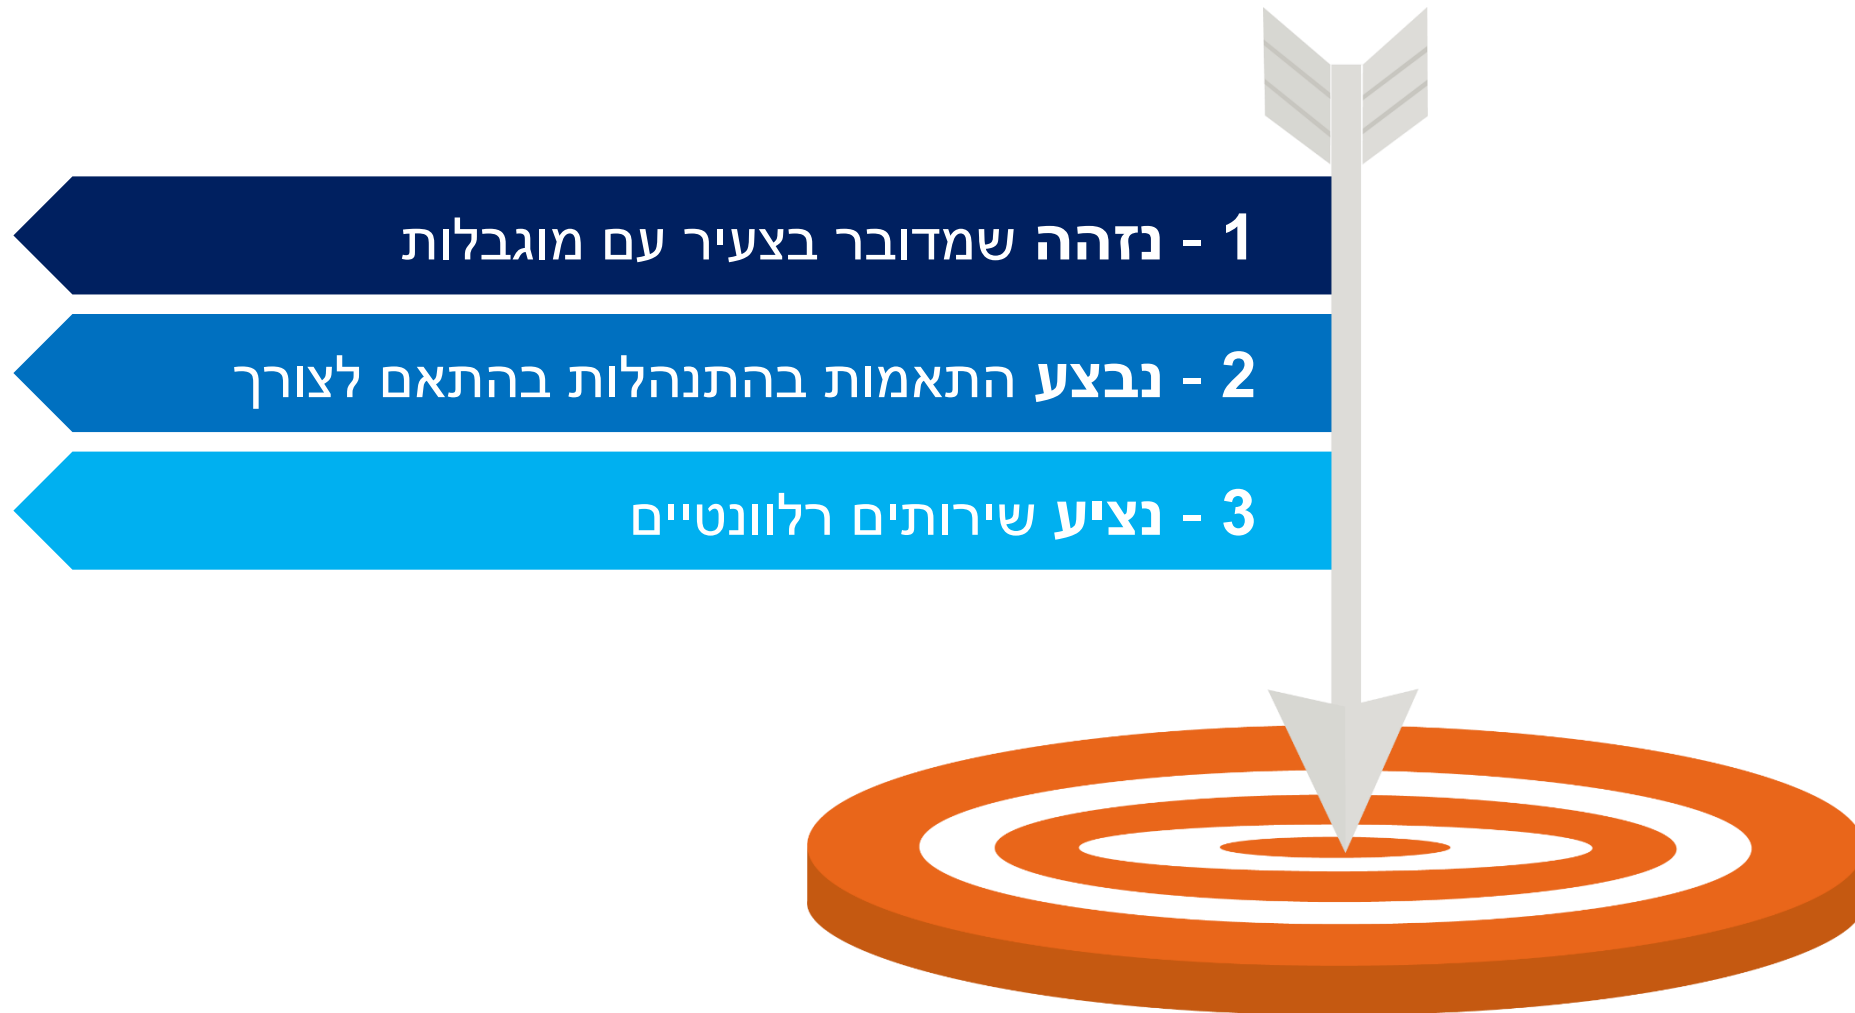 1 - נזהה שמדובר בצעיר עם מוגבלות
2 - נבצע התאמות בהתנהלות בהתאם לצורך
3 - נציע שירותים רלוונטיים